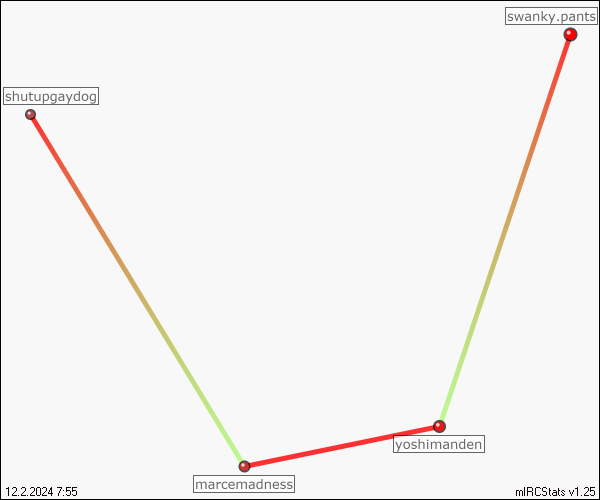 swanky.pants
shutupgaydog
yoshimanden
marcemadness
12.2.2024 7:55
mIRCStats v1.25